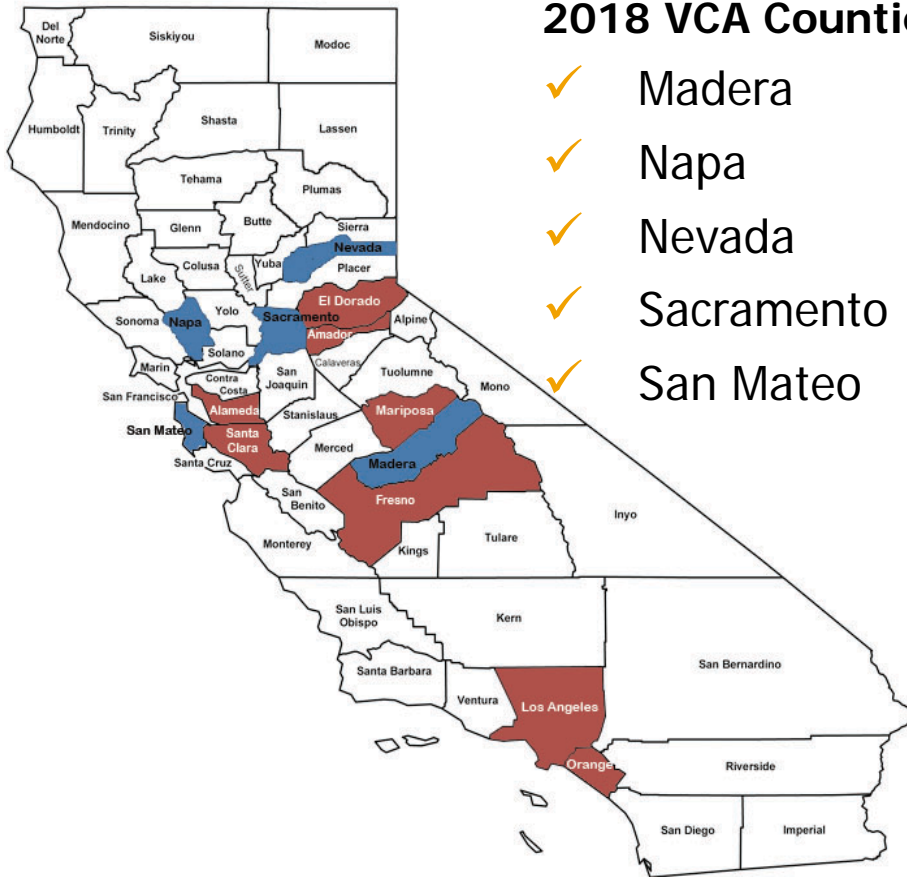 2018 VCA Countie
✓ Madera
✓ Napa
✓ Nevada
✓ Sacramento
✓ San Mateo
Del
Norte
Siskiyou
Modoc
Humboldt
Trinity
Shasta
Lassen
Tehama
Plumas
Mendocino
Glenn
Butte
Sierra
Nevada
Lake
Colusa
Sutter
Yuba
Placer
El Dorado
Sonoma
Napa
Yolo
Sacramento
Amador
Alpine
Solano
Marin
Contra
Costa
San
Joaquin
Calaveras
Tuolumne
Mono
San Francisco
Alameda
Stanislaus
Mariposa
San Mateo
Santa
Clara
Merced
Madera
Santa Cruz
San
Benito
Fresno
Inyo
Monterey
Kings
Tulare
San Luis
Obispo
Kern
San Bernardino
Santa Barbara
Ventura
Los Angeles
Orange
Riverside
San Diego
Imperial